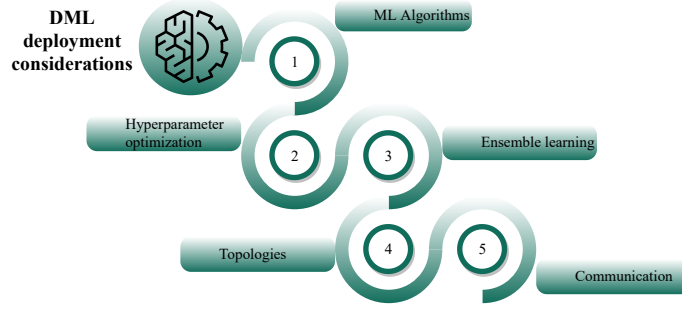 DML
deployment
considerations
ML Algorithms
1
Hyperparameter
optimization
2
3
Ensemble learning
Topologies
4
5
Communication